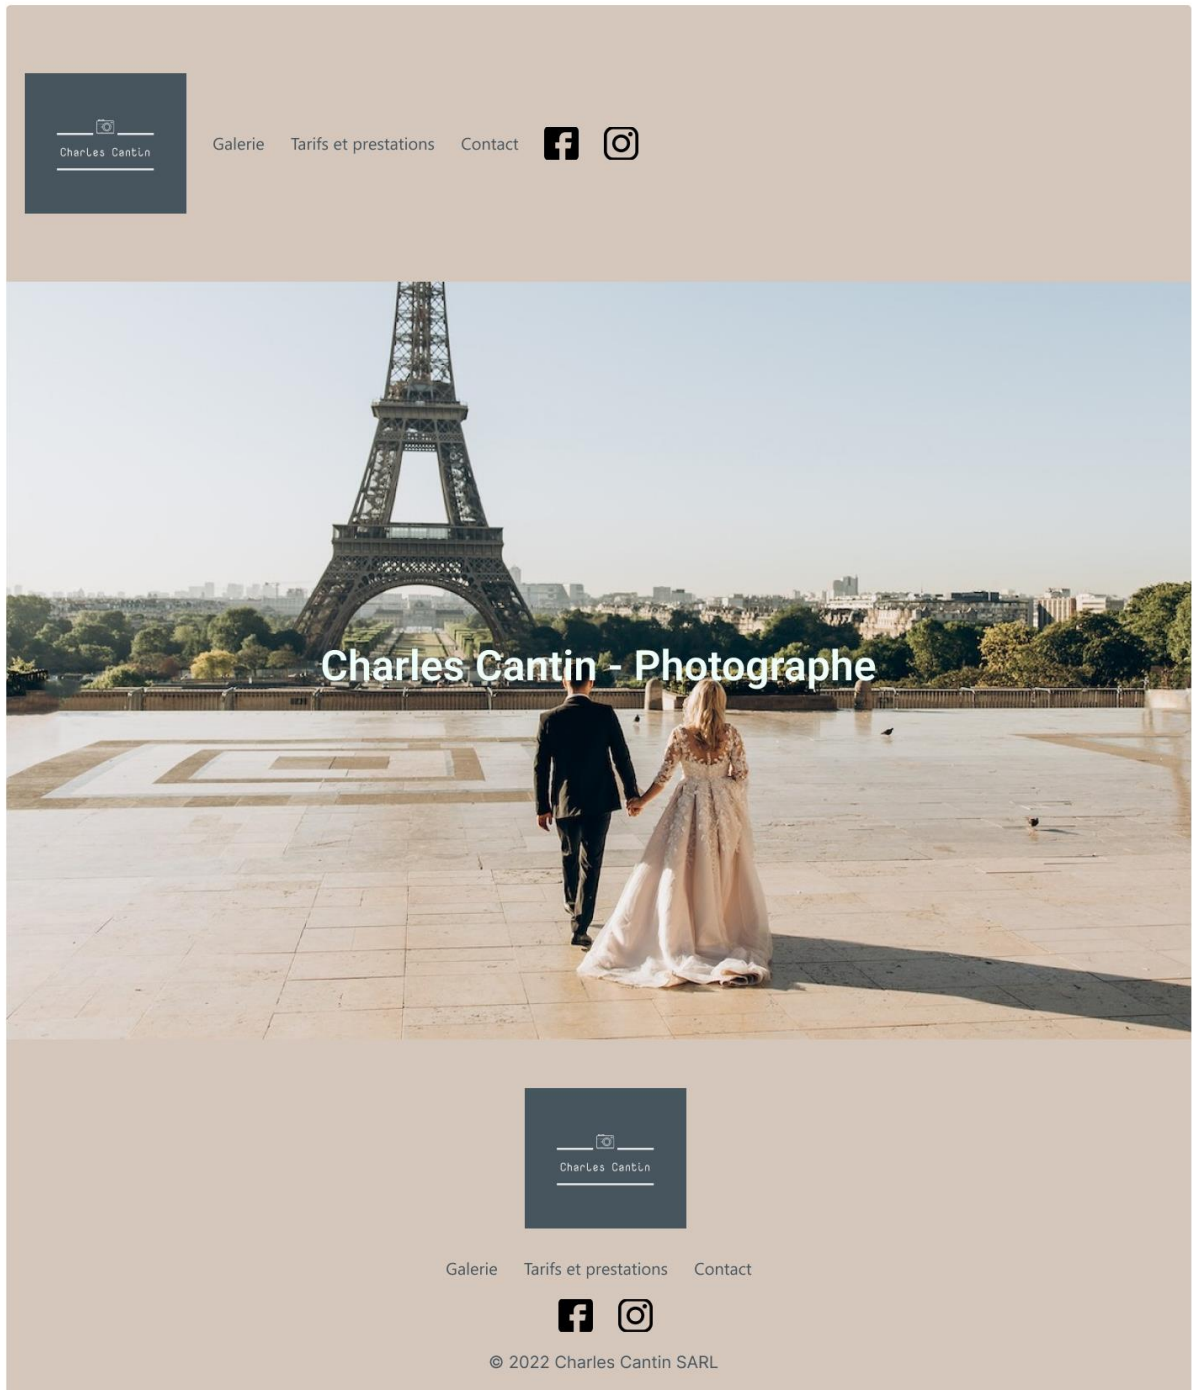 Charles Cantin
Galerie Tarifs et prestations Contact
Charles Cantin - Photographe
Charles Cantin
Galerie Tarifs et prestations Contact
© 2022 Charles Cantin SARL